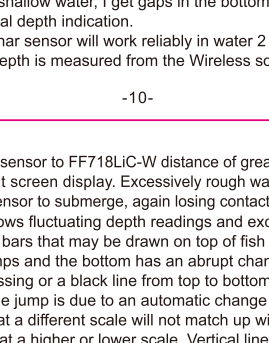 shallow water, I get gaps in the bottom
al depth indication.
nar sensor will work reliably in water 2
epth is measured from the Wireless so
-10-
sensor to FF718LiC-W distance of grea
t screen display. Excessively rough wa
ensor to submerge, again losing contact
ows fluctuating depth readings and exc
bars that may be drawn on top of fish
ps and the bottom has an abrupt char
ssing or a black line from top to bottom
e jump is due to an automatic change
at a different scale will not match up wi
at a higher or lower scale. Vertical line